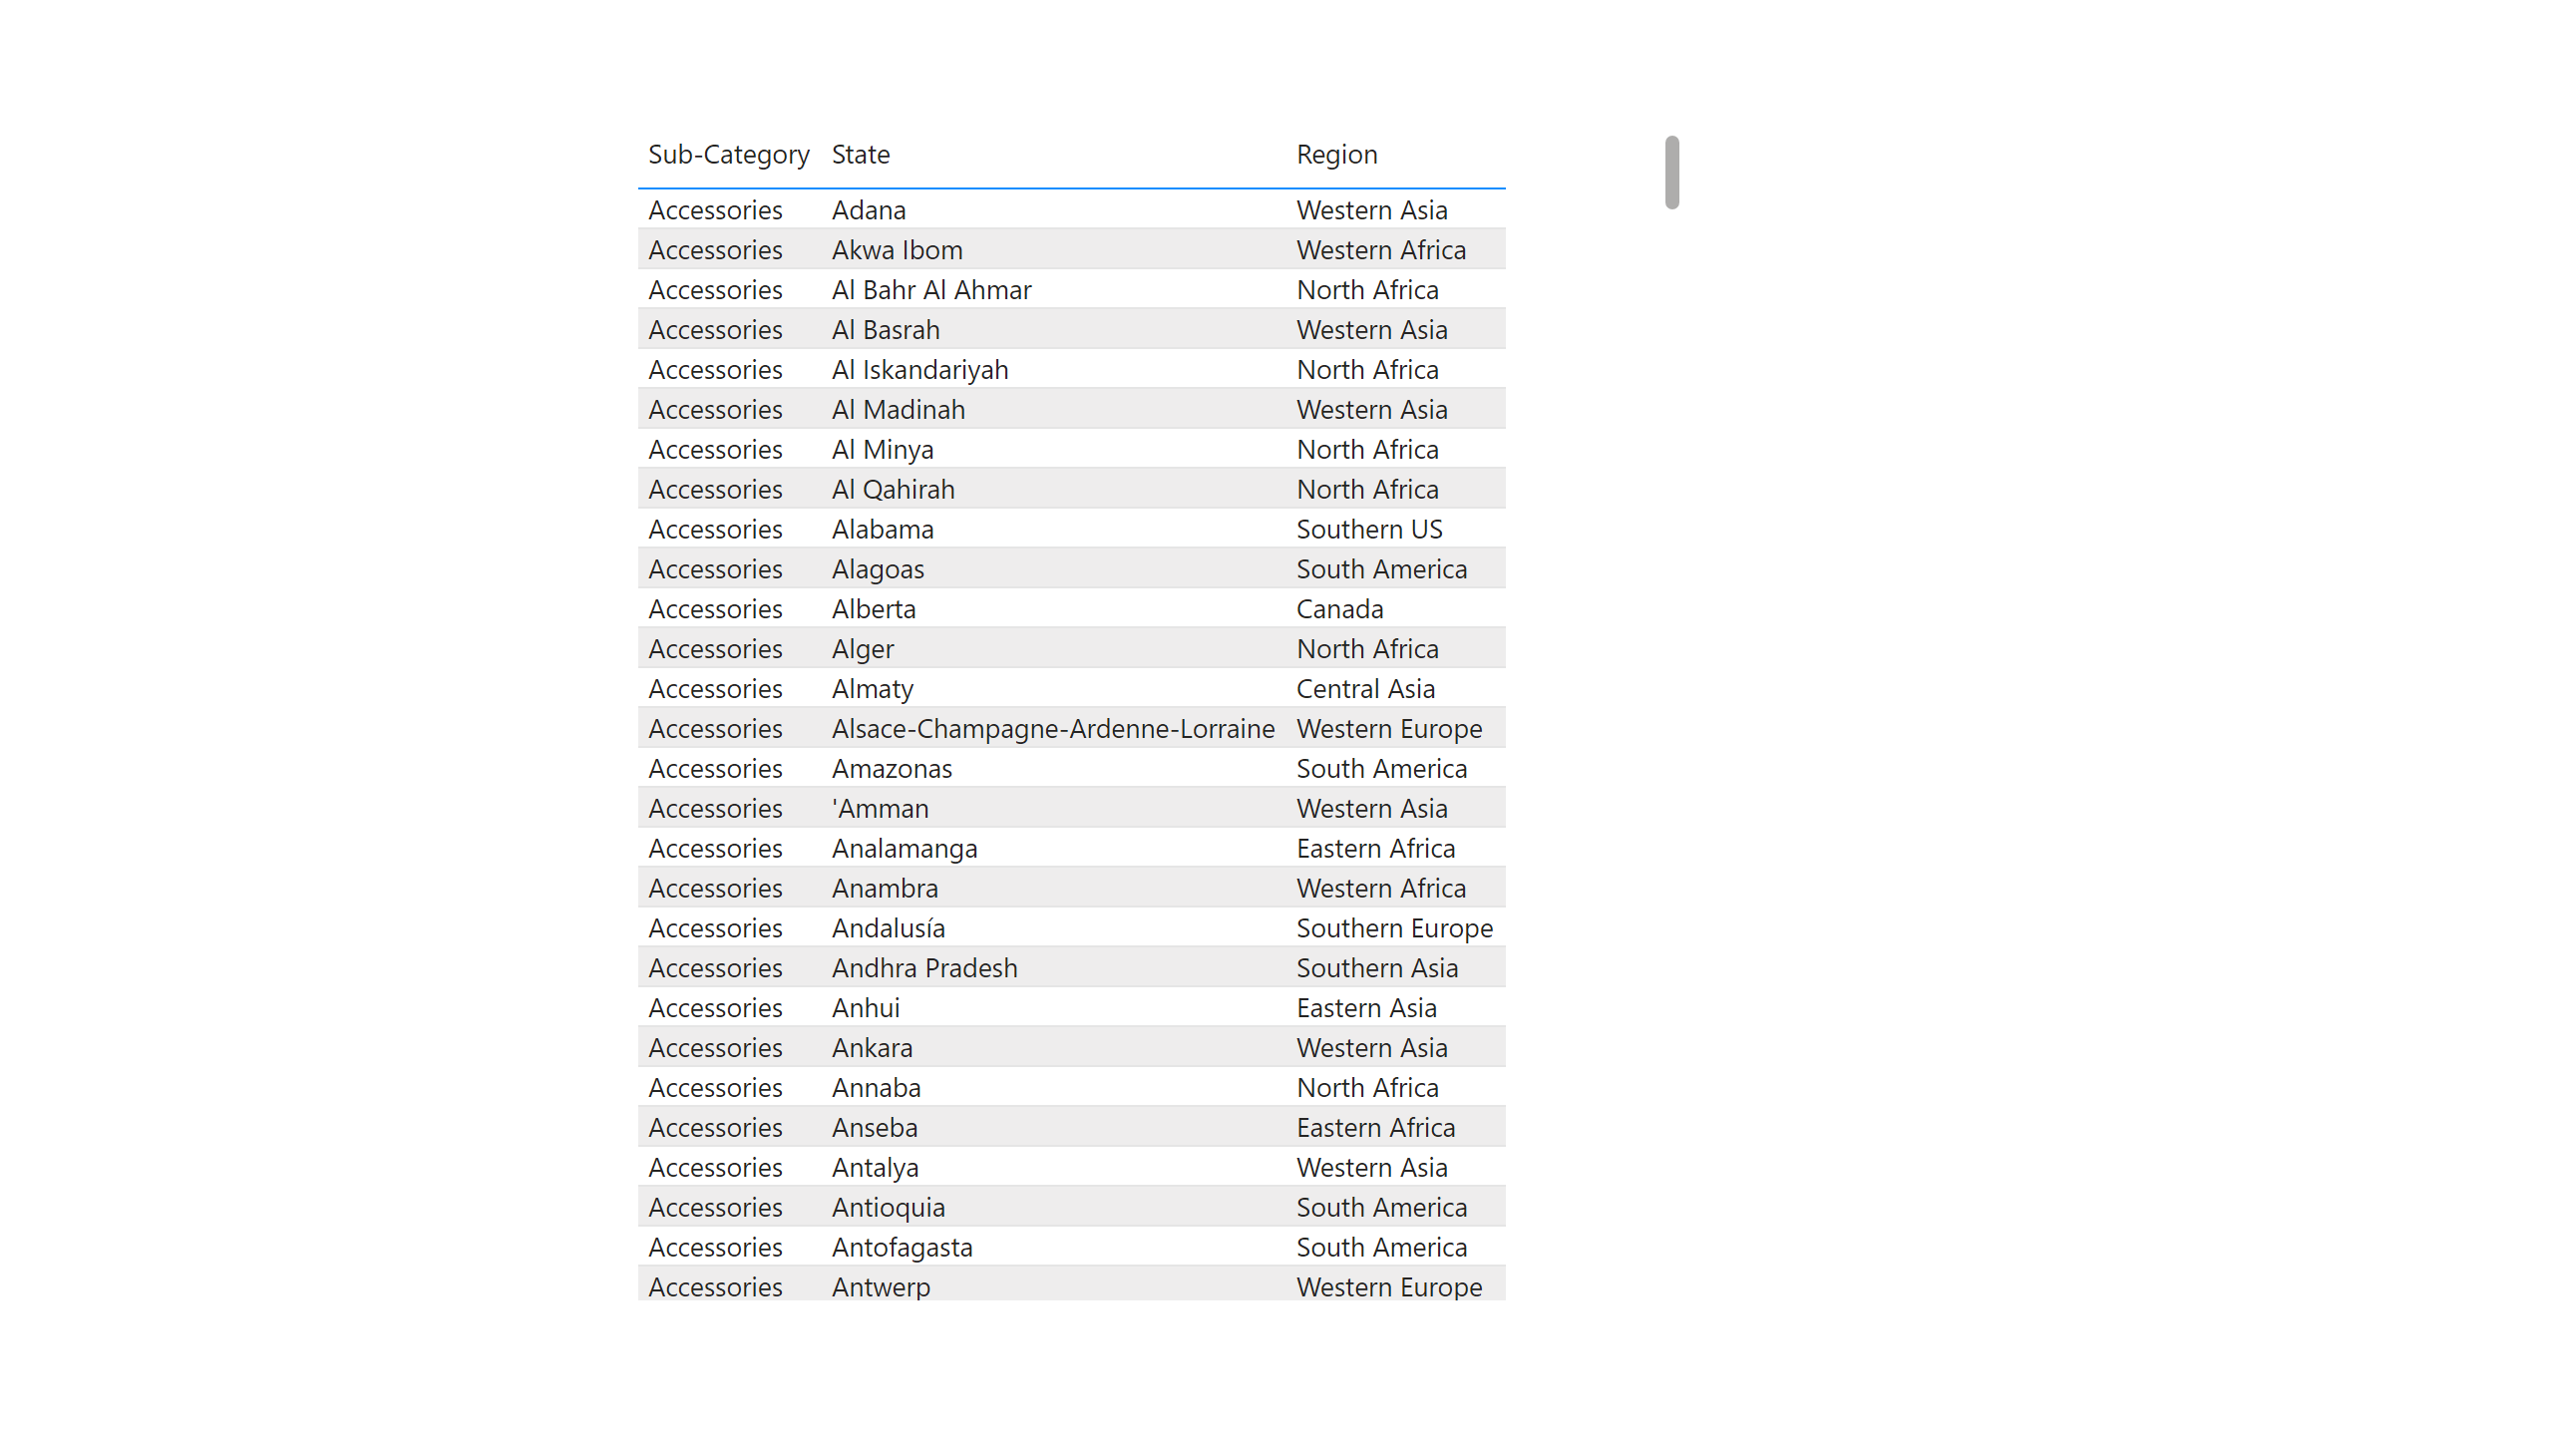 Sub-Category State Region
Accessories Adana Western Asia
Accessories Akwa Ibom Western Africa
Accessories Al Bahr Al Ahmar North Africa
Accessories Al Basrah Western Asia
Accessories Al Iskandariyah North Africa
Accessories Al Madinah Western Asia
Accessories Al Minya North Africa
Accessories Al Qahirah North Africa
Accessories Alabama Southern US
Accessories Alagoas South America
Accessories Alberta Canada
Accessories Alger North Africa
Accessories Almaty Central Asia
Accessories Alsace-Champagne-Ardenne-Lorraine Western Europe
Accessories Amazonas South America
Accessories 'Amman Western Asia
Accessories Analamanga Eastern Africa
Accessories Anambra Western Africa
Accessories Andalusía Southern Europe
Accessories Andhra Pradesh Southern Asia
Accessories Anhui Eastern Asia
Accessories Ankara Western Asia
Accessories Annaba North Africa
Accessories Anseba Eastern Africa
Accessories Antalya Western Asia
Accessories Antioquia South America
Accessories Antofagasta South America
Accessories Antwerp Western Europe